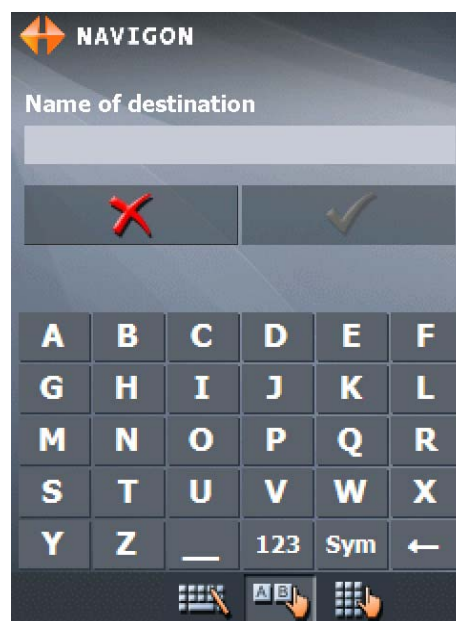 NAVIGON
Name of destination
A B C D E F
G H I J K L
M N O P Q R
S T U V W X
Y Z _ 123 Sym ←
A B